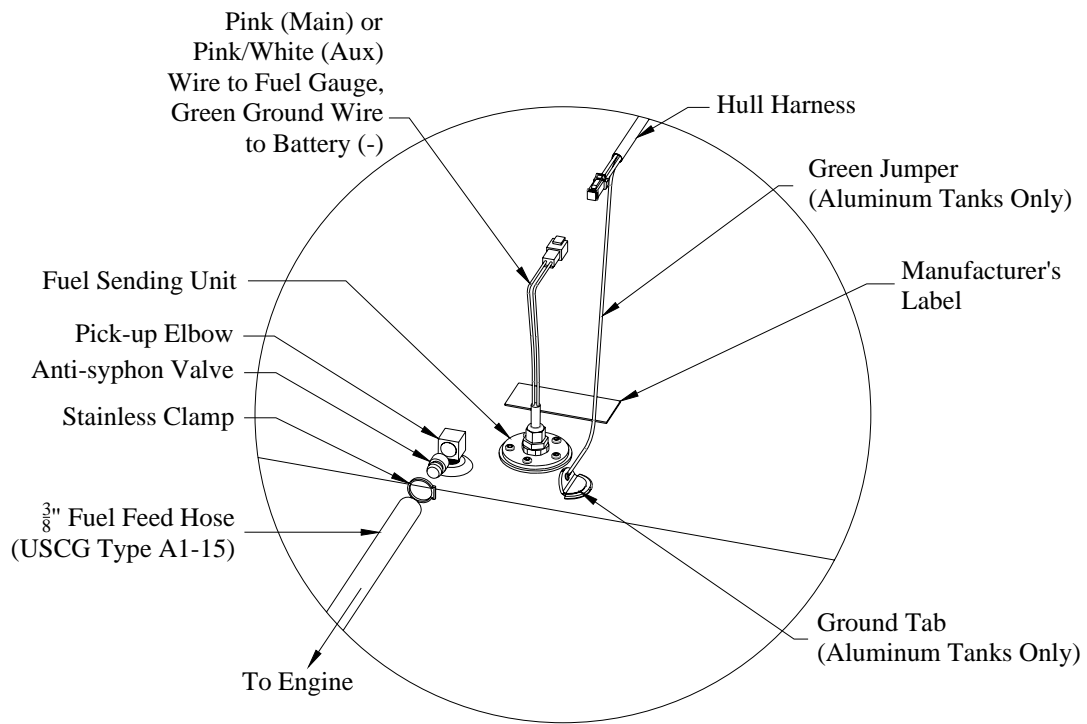 Pink (Main) or
Pink/White (Aux)
Wire to Fuel Gauge,
Green Ground Wire
to Battery (-)
Hull Harness
Green Jumper
(Aluminum Tanks Only)
Manufacturer's
Label
Fuel Sending Unit
Pick-up Elbow
Anti-syphon Valve
Stainless Clamp
3/8" Fuel Feed Hose
(USCG Type A1-15)
To Engine
Ground Tab
(Aluminum Tanks Only)